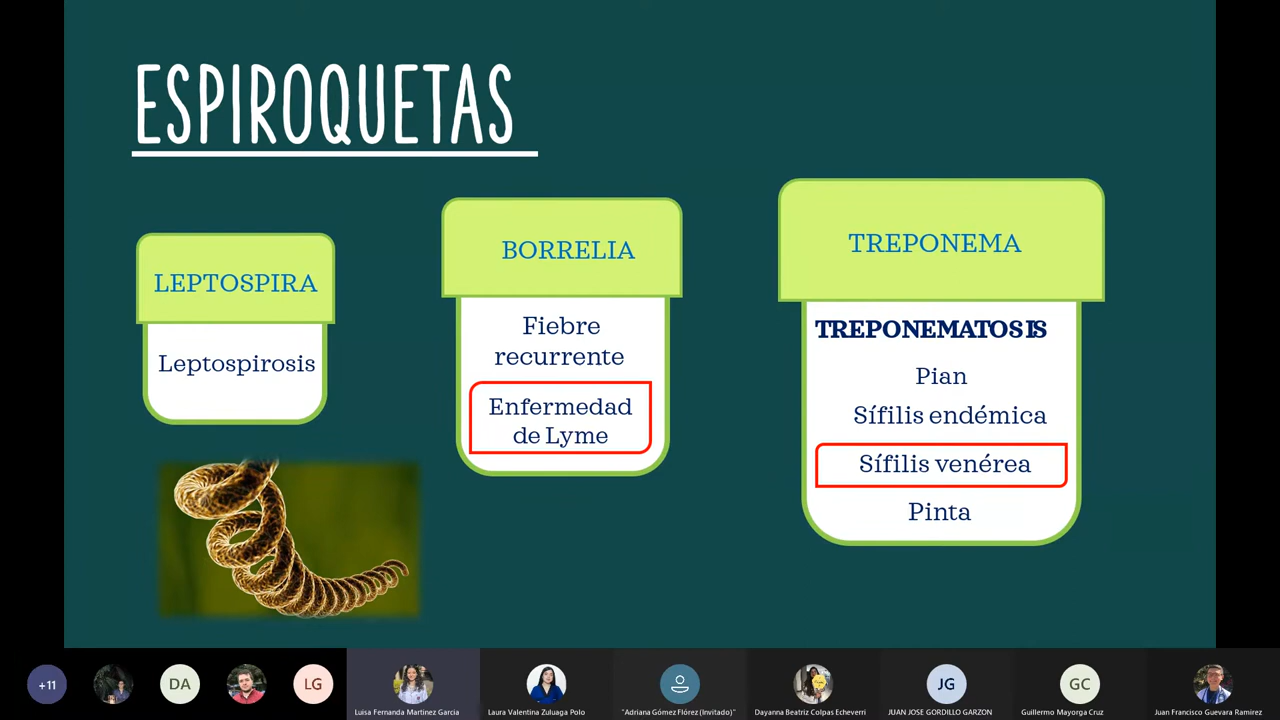 ESPIROQUETAS
LEPTOSPIRA
Leptospirosis
BORRELIA
Fiebre
recurrente
Enfermedad
de Lyme
TREPONEMA
TREPONEMATOSIS
Pian
Sífilis endémica
Sífilis venérea
Pinta
+11
DA
LG
JG
GC
Luisa Fernanda Martinez Garcia
Laura Valentina Zuluaga Polo
"Adriana Gómez Flórez (Invitado)"
Dayanna Beatriz Colpas Echeverri
JUAN JOSE GORDILLO GARZON
Guillermo Mayorga Cruz
Juan Francisco Guevara Ramirez